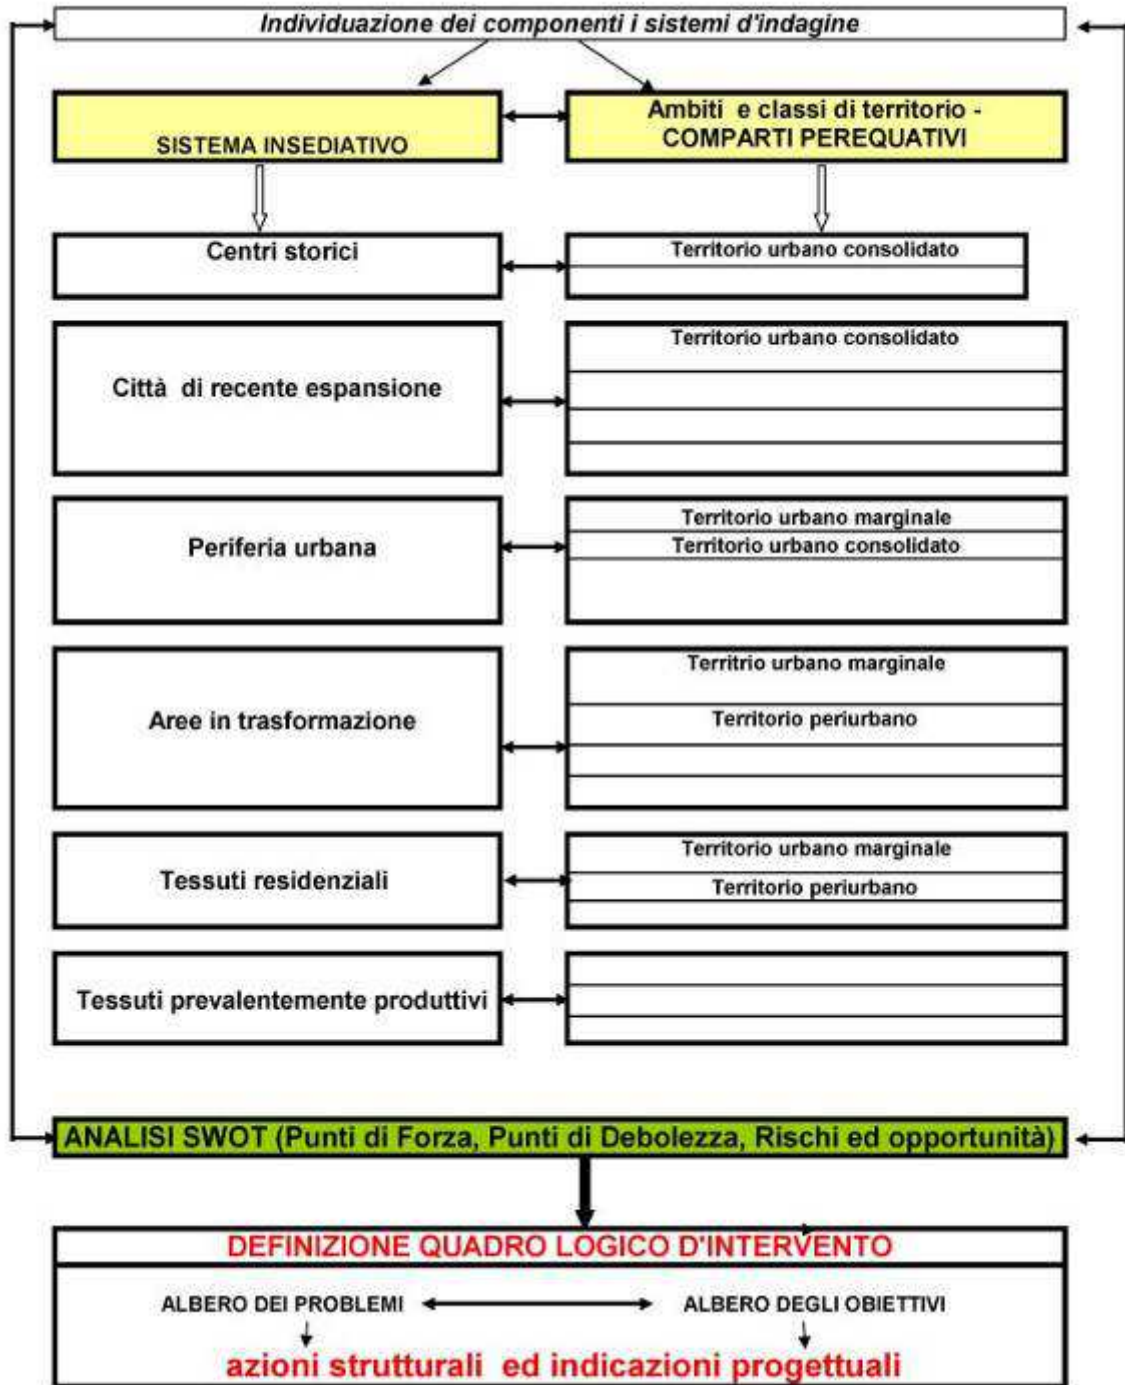 Individuazione dei componenti i sistemi d'indagine
SISTEMA INSEDIATIVO
Ambiti e classi di territorio -
COMPARTI PEREQUATIVI
Centri storici
Territorio urbano consolidato
Città di recente espansione
Territorio urbano consolidato
Periferia urbana
Territorio urbano marginale
Territorio urbano consolidato
Aree in trasformazione
Territrio urbano marginale
Territorio periurbano
Tessuti residenziali
Territorio urbano marginale
Territorio periurbano
Tessuti prevalentemente produttivi
ANALISI SWOT (Punti di Forza, Punti di Debolezza, Rischi ed opportunità)
DEFINIZIONE QUADRO LOGICO D'INTERVENTO
ALBERO DEI PROBLEMI
ALBERO DEGLI OBIETTIVI
azioni strutturali ed indicazioni progettuali